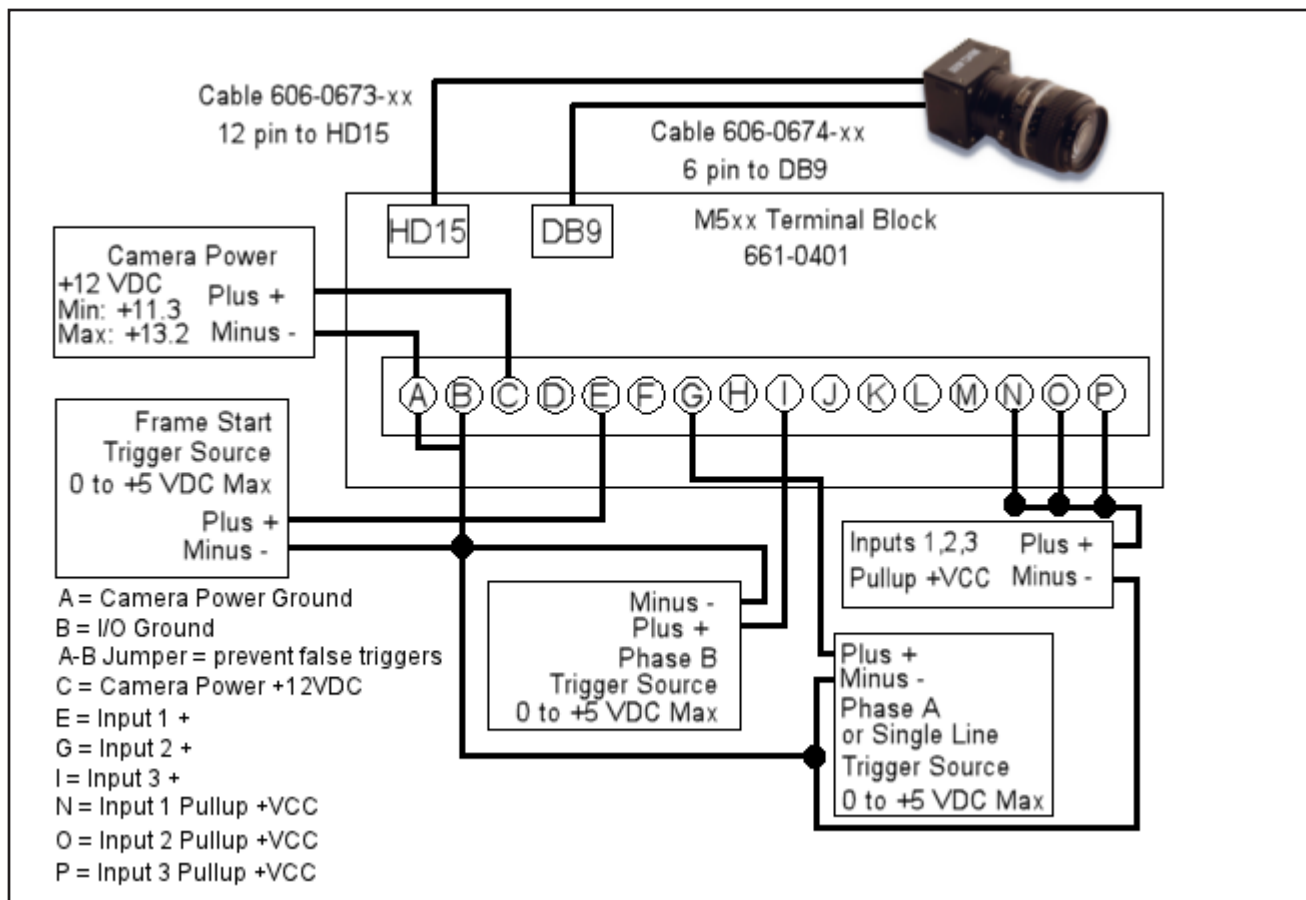 Cable 606-0673-xx
12 pin to HD15
Cable 606-0674-xx
6 pin to DB9
HD15
DB9
M5xx Terminal Block
661-0401
Camera Power
+12 VDC
Plus +
Min: +11.3
Minus -
Max: +13.2
A B C D E F G H I J K L M N O P
Frame Start
Trigger Source
0 to +5 VDC Max
Plus +
Minus -
Inputs 1,2,3 Plus +
Pullup +VCC Minus -
Minus -
Plus +
Phase B
Trigger Source
0 to +5 VDC Max
Plus +
Minus -
Phase A
or Single Line
Trigger Source
0 to +5 VDC Max
A = Camera Power Ground
B = I/O Ground
A-B Jumper = prevent false triggers
C = Camera Power +12VDC
E = Input 1 +
G = Input 2 +
I = Input 3 +
N = Input 1 Pullup +VCC
O = Input 2 Pullup +VCC
P = Input 3 Pullup +VCC